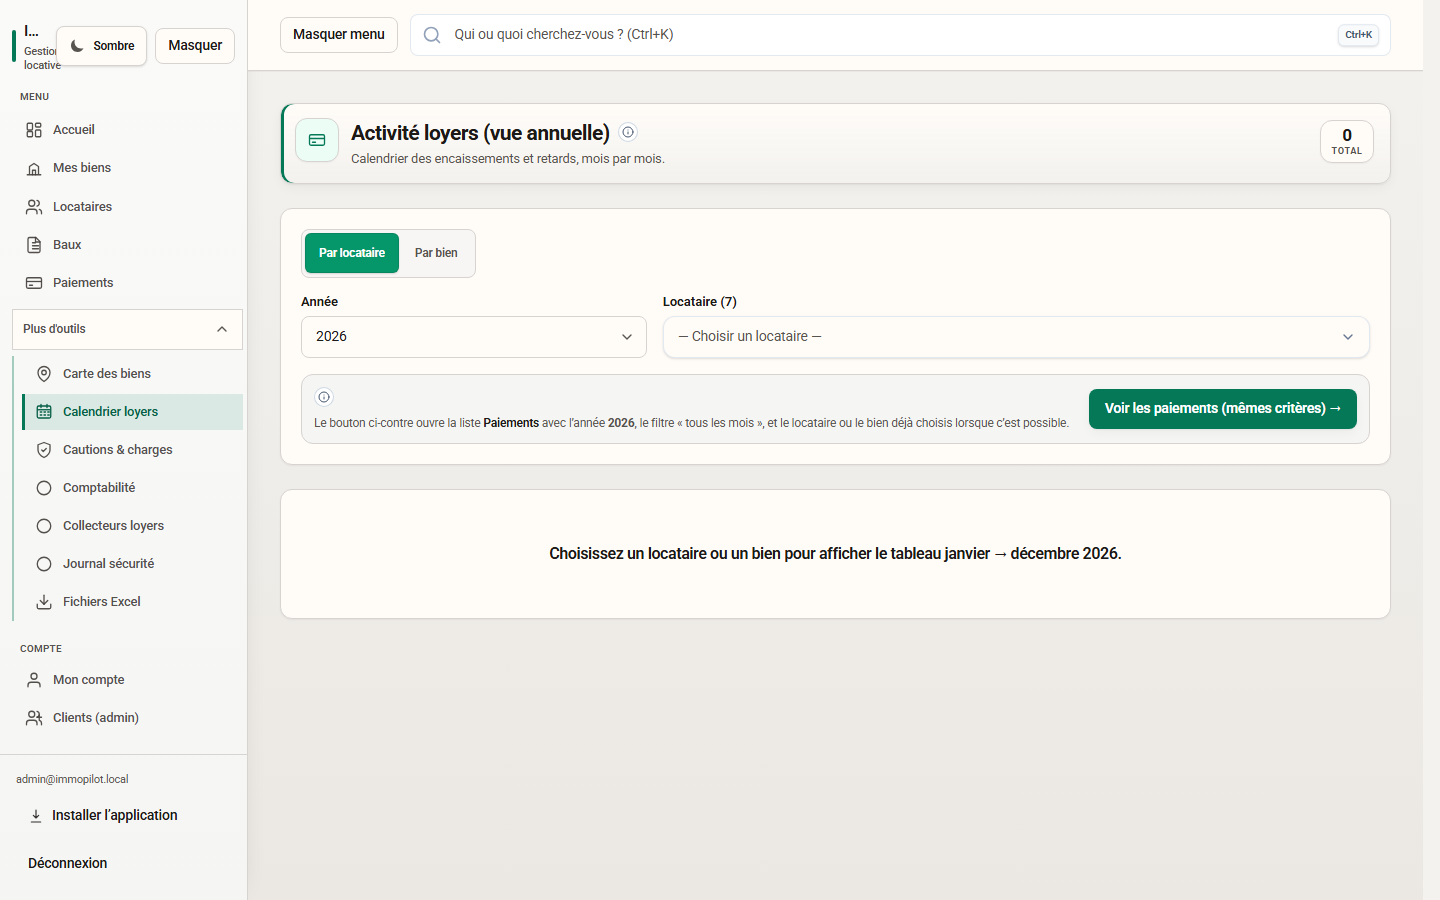 I...
Gestion
locative
Sombre
Masquer
MENU
Accueil
Mes biens
Locataires
Baux
Paiements
Plus d'outils
Carte des biens
Calendrier loyers
Cautions & charges
Comptabilité
Collecteurs loyers
Journal sécurité
Fichiers Excel
COMPTE
Mon compte
Clients (admin)
admin@immopilot.local
Installer l’application
Déconnexion
Masquer menu
Qui ou quoi cherchez-vous ? (Ctrl+K)
Ctrl+K
Activité loyers (vue annuelle)
Calendrier des encaissements et retards, mois par mois.
0
TOTAL
Par locataire
Par bien
Année
Locataire (7)
2026
— Choisir un locataire —
Le bouton ci-contre ouvre la liste Paiements avec l’année 2026, le filtre « tous les mois », et le locataire ou le bien déjà choisis lorsque c’est possible.
Voir les paiements (mêmes critères) →
Choisissez un locataire ou un bien pour afficher le tableau janvier → décembre 2026.